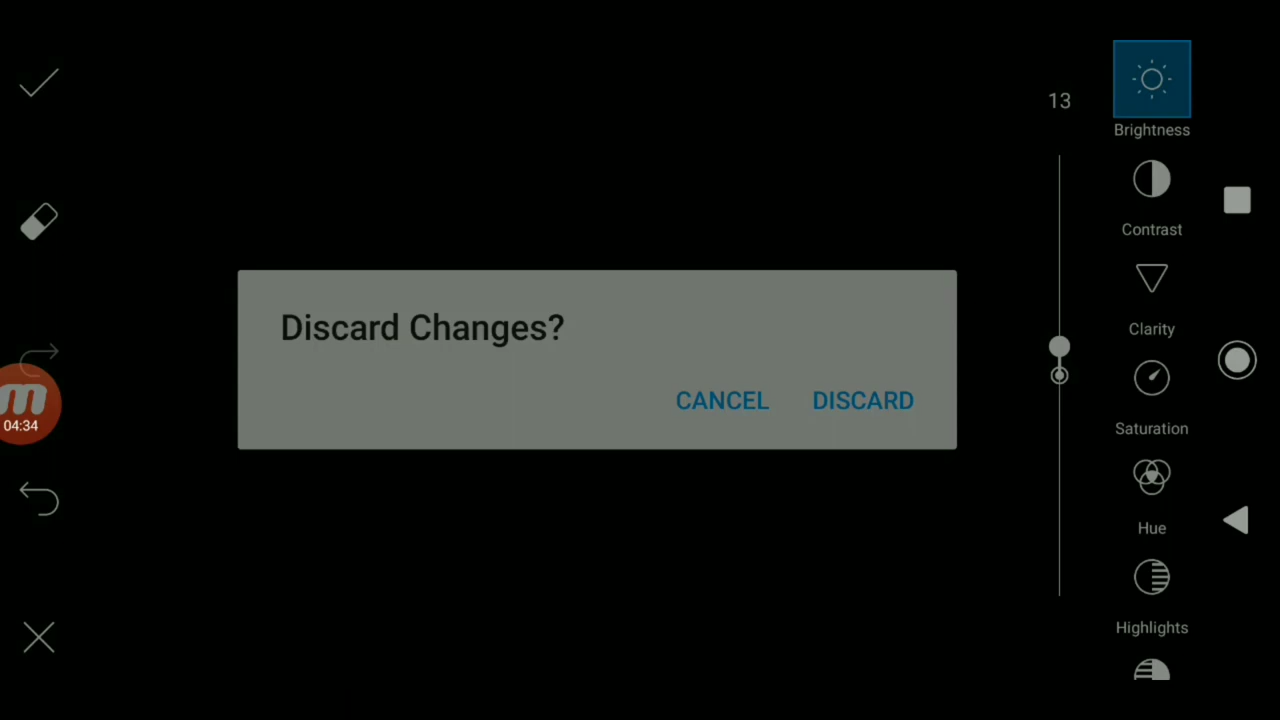 13
Brightness
Contrast
Clarity
Saturation
Hue
Highlights
Discard Changes?
CANCEL DISCARD
m
04:34